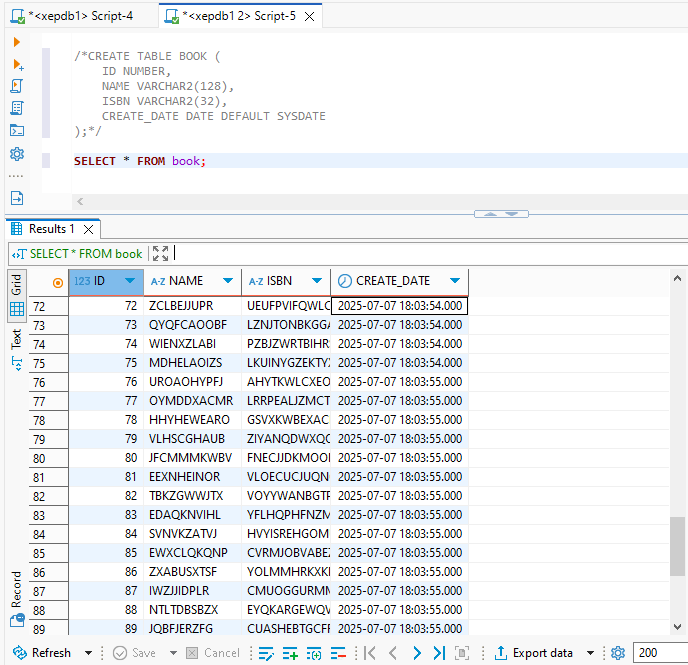 *<xepdb1> Script-4
*<xepdb1 2> Script-5
/*CREATE TABLE BOOK (
ID NUMBER,
NAME VARCHAR2(128),
ISBN VARCHAR2(32),
CREATE_DATE DATE DEFAULT SYSDATE
);*/
SELECT * FROM book;
Results 1
SELECT * FROM book
Grid
Text
Record
123 ID A-Z NAME A-Z ISBN CREATE_DATE
72 72 ZCLBEJJUPR UEUFPVIFQWLC 2025-07-07 18:03:54.000
73 73 QYQFCAOOBF LZNJTONBKGGA 2025-07-07 18:03:54.000
74 74 WIENXZLABI PZBJZWRTBIHR 2025-07-07 18:03:54.000
75 75 MDHELAOIZS LKUINYGZEKTY 2025-07-07 18:03:54.000
76 76 UROAOHYPFJ AHYTKWLCXEO 2025-07-07 18:03:55.000
77 77 OYMDDXACMR LRRPEALJZMCT 2025-07-07 18:03:55.000
78 78 HHYHEWEARO GSVXKWBEXAC 2025-07-07 18:03:55.000
79 79 VLHSCGHAUB ZIYANQDWXQC 2025-07-07 18:03:55.000
80 80 JFCMMMKWBV FNECJJDKMOO 2025-07-07 18:03:55.000
81 81 EEXNHEINOR VLOECUCJUQN 2025-07-07 18:03:55.000
82 82 TBKZGWWJTX VOYYWANBGTF 2025-07-07 18:03:55.000
83 83 EDAQKNVIHL YFLHQPHFNZM 2025-07-07 18:03:55.000
84 84 SVNVKZATVJ HVYISREHGOM 2025-07-07 18:03:55.000
85 85 EWXCLQKQNP CVRMJOBVABEZ 2025-07-07 18:03:55.000
86 86 ZXABUSXTSF YOLMMHRKXKI 2025-07-07 18:03:55.000
87 87 IWZJJIDPLR CMUOGGURMN 2025-07-07 18:03:55.000
88 88 NTLTDBSBZX EYQKARGEWQV 2025-07-07 18:03:55.000
89 89 JQBFJERZFG CUASHEBTGCFF 2025-07-07 18:03:55.000
Refresh Save Cancel Export data 200